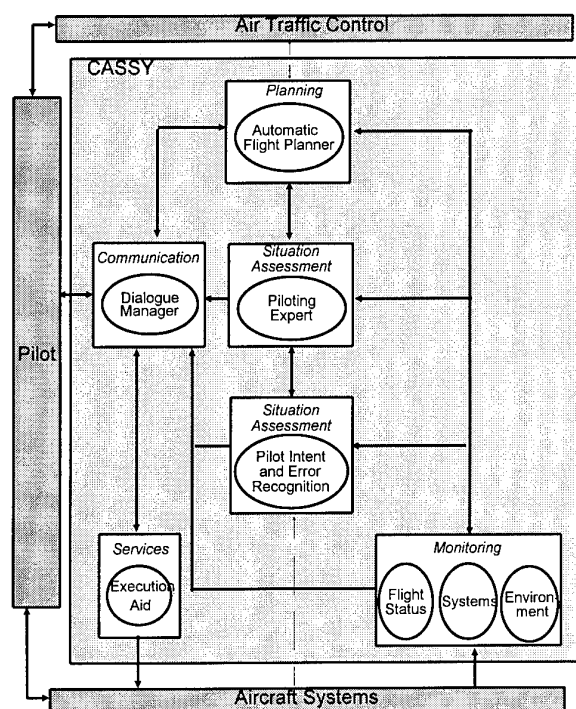 Air Traffic Control
CASSY
Planning
Automatic
Flight Planner
Communication
Dialogue
Manager
Situation
Assessment
Piloting
Expert
Pilot
Situation
Assessment
Pilot Intent
and Error
Recognition
Services
Execution
Aid
Monitoring
Flight
Status
Systems
Environ-
ment
Aircraft Systems